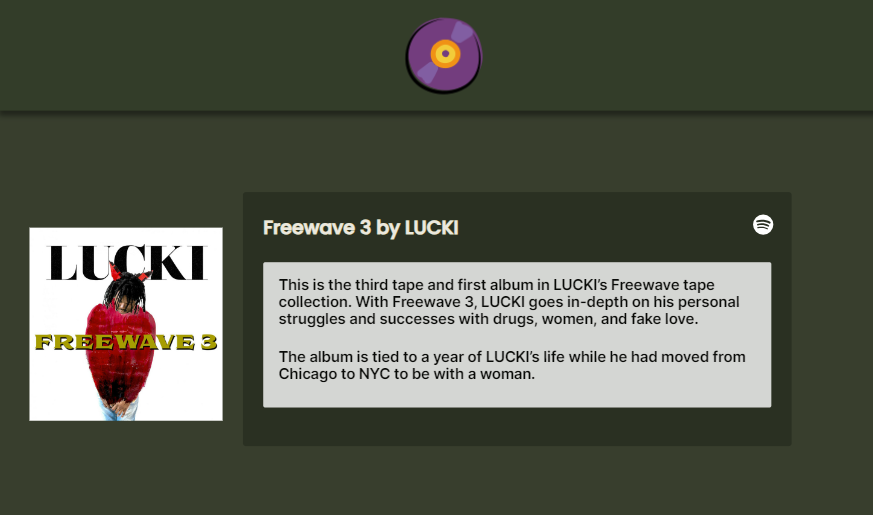 LUCKI
FREEWAVE 3
Freewave 3 by LUCKI
This is the third tape and first album in LUCKI’s Freewave tape
collection. With Freewave 3, LUCKI goes in-depth on his personal
struggles and successes with drugs, women, and fake love.
The album is tied to a year of LUCKI’s life while he had moved from
Chicago to NYC to be with a woman.